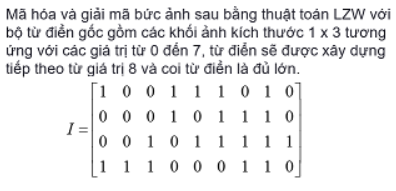 Mã hóa và giải mã bức ảnh sau bằng thuật toán LZW với
bộ từ điển gốc gồm các khối ảnh kích thước 1 x 3 tương
ứng với các giá trị từ 0 đến 7, từ điển sẽ được xây dựng
tiếp theo từ giá trị 8 và coi từ điển là đủ lớn.
1 0 0 1 1 1 0 1 0
0 0 0 1 0 1 1 1 0
I =
0 0 1 0 1 1 1 1 1
1 1 1 0 0 0 1 1 0